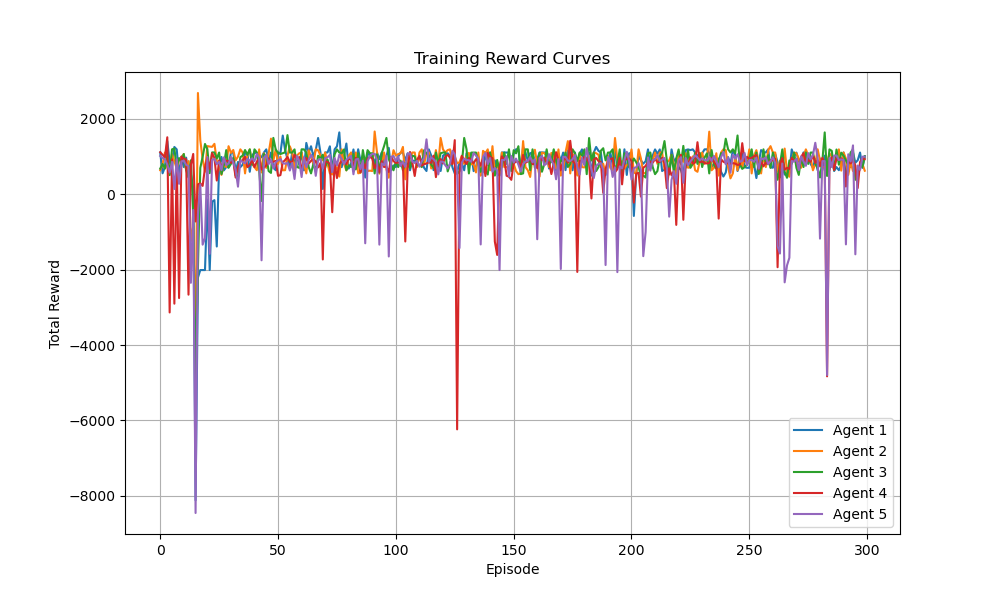 Training Reward Curves
Total Reward
2000
0
−2000
−4000
−6000
−8000
0 50 100 150 200 250 300
Episode
Agent 1
Agent 2
Agent 3
Agent 4
Agent 5